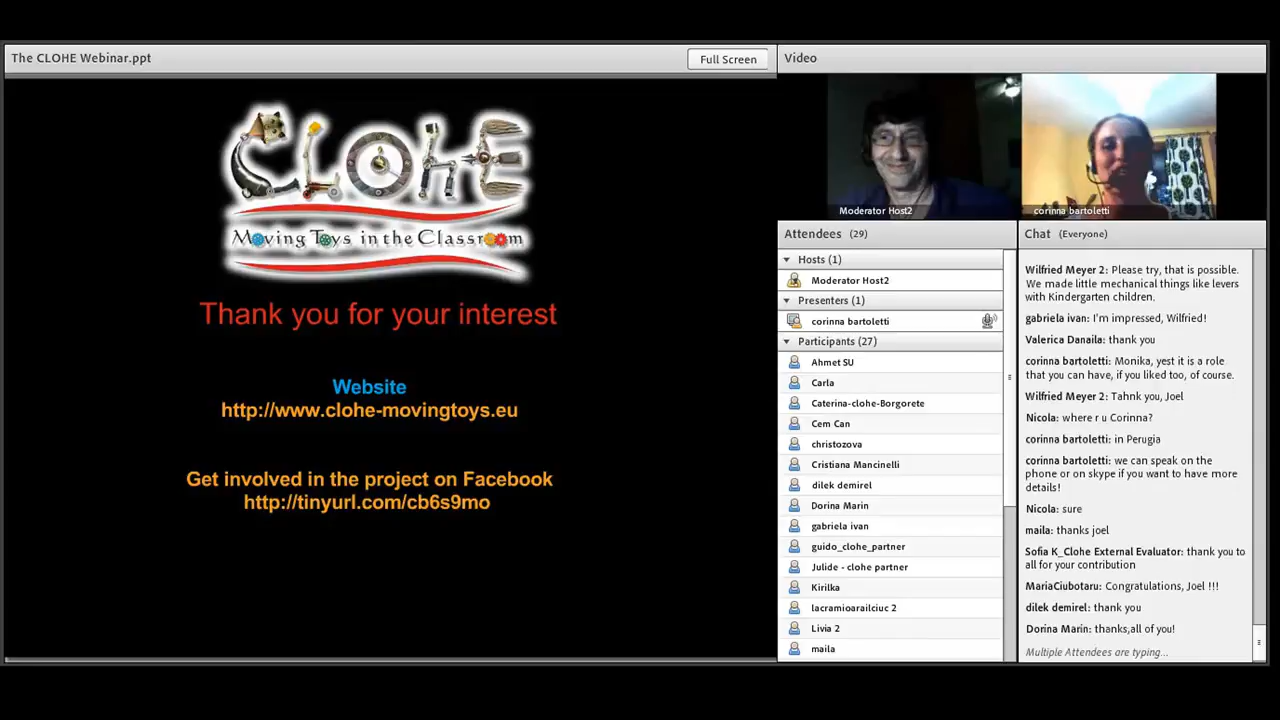 The CLOHE Webinar.ppt
Full Screen
CLOHE
Moving Toys in the Classroom
Thank you for your interest
Website
http://www.clohe-movingtoys.eu
Get involved in the project on Facebook
http://tinyurl.com/cb6s9mo
Video
Moderator Host2
corinna bartoletti
Attendees (29)
Hosts (1)
Moderator Host2
Presenters (1)
corinna bartoletti
Participants (27)
Ahmet SU
Carla
Caterina-clohe-Borgorete
Cem Can
christozova
Cristiana Mancinelli
dilek demirel
Dorina Marin
gabriela ivan
guido_clohe_partner
Julide - clohe partner
Kirilka
lacramioarailciuc 2
Livia 2
maila
Chat (Everyone)
Wilfried Meyer 2: Please try, that is possible.
We made little mechanical things like levers
with Kindergarten children.
gabriela ivan: I'm impressed, Wilfried!
Valerica Danaila: thank you
corinna bartoletti: Monika, yest it is a role
that you can have, if you liked too, of course.
Wilfried Meyer 2: Tahnk you, Joel
Nicola: where r u Corinna?
corinna bartoletti: in Perugia
corinna bartoletti: we can speak on the
phone or on skype if you want to have more
details!
Nicola: sure
maila: thanks joel
Sofia K_Clohe External Evaluator: thank you to
all for your contribution
MariaCiubotaru: Congratulations, Joel !!!
dilek demirel: thank you
Dorina Marin: thanks,all of you!
Multiple Attendees are typing...